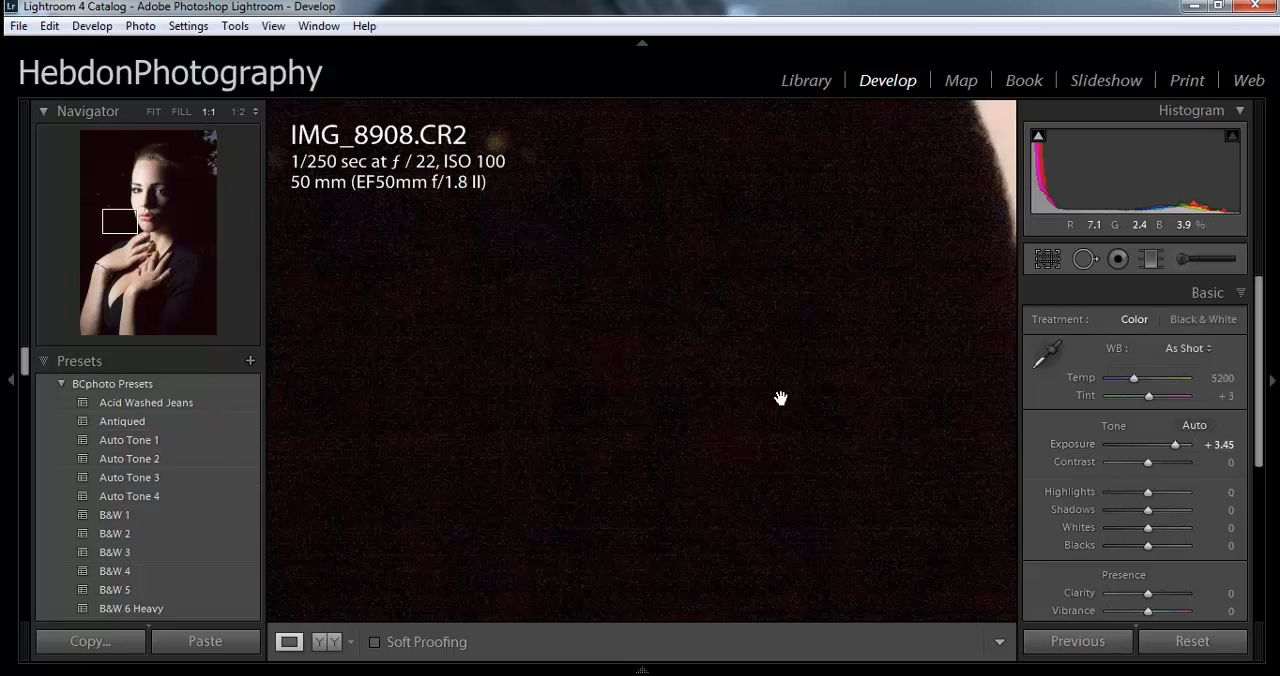 Lightroom 4 Catalog - Adobe Photoshop Lightroom - Develop
File Edit Develop Photo Settings Tools View Window Help
HebdonPhotography
Library Develop Map Book Slideshow Print Web
Navigator FIT FILL 1:1 1:2
Histogram
IMG_8908.CR2
1/250 sec at ƒ / 22, ISO 100
50 mm (EF50mm f/1.8 II)
R 7.1 G 2.4 B 3.9 %
Basic
Treatment : Color Black & White
WB : As Shot
Temp 5200
Tint + 3
Tone Auto
Exposure + 3.45
Contrast 0
Highlights 0
Shadows 0
Whites 0
Blacks 0
Presence
Clarity 0
Vibrance 0
Presets +
BCphoto Presets
Acid Washed Jeans
Antiqued
Auto Tone 1
Auto Tone 2
Auto Tone 3
Auto Tone 4
B&W 1
B&W 2
B&W 3
B&W 4
B&W 5
B&W 6 Heavy
Copy... Paste
Y Y Soft Proofing
Previous Reset